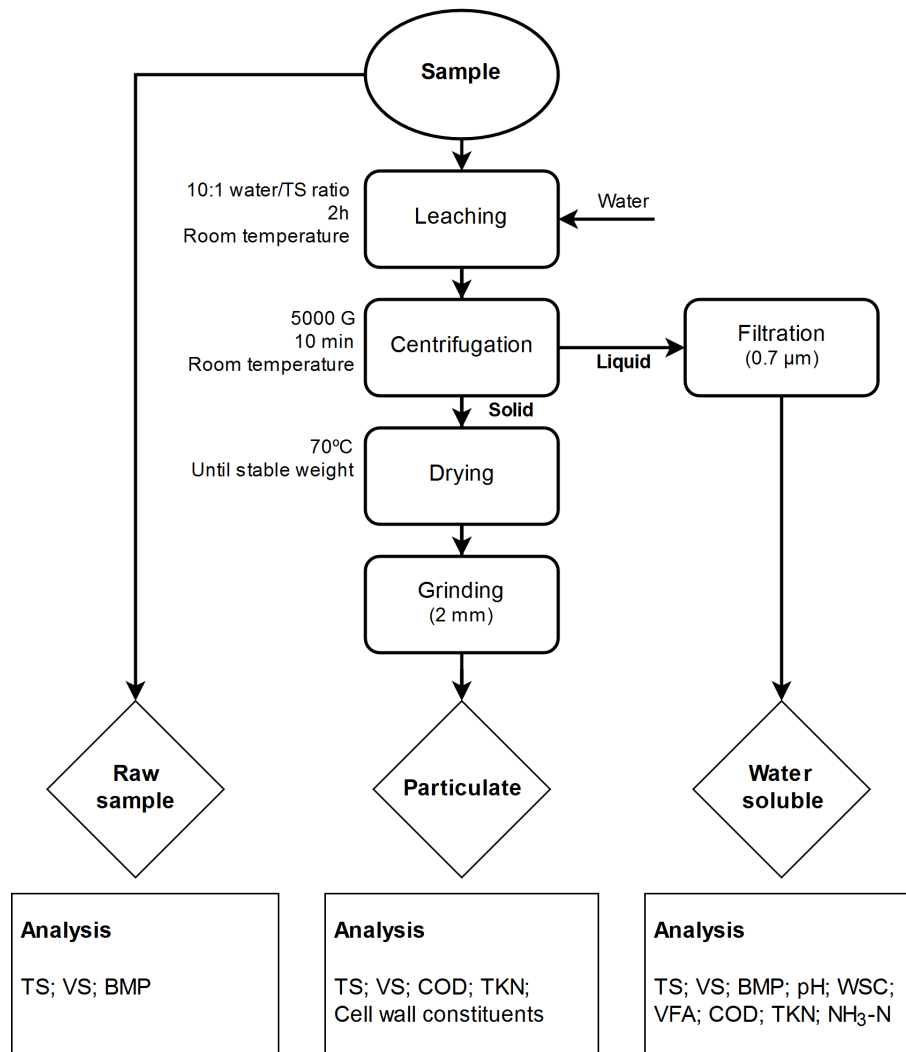 Sample
10:1 water/TS ratio
2h
Room temperature
Leaching
Water
5000 G
10 min
Room temperature
Centrifugation
Liquid
Filtration
(0.7 µm)
Solid
70ºC
Until stable weight
Drying
Grinding
(2 mm)
Raw
sample
Particulate
Water
soluble
Analysis
TS; VS; BMP
Analysis
TS; VS; COD; TKN;
Cell wall constituents
Analysis
TS; VS; BMP; pH; WSC;
VFA; COD; TKN; NH₃-N